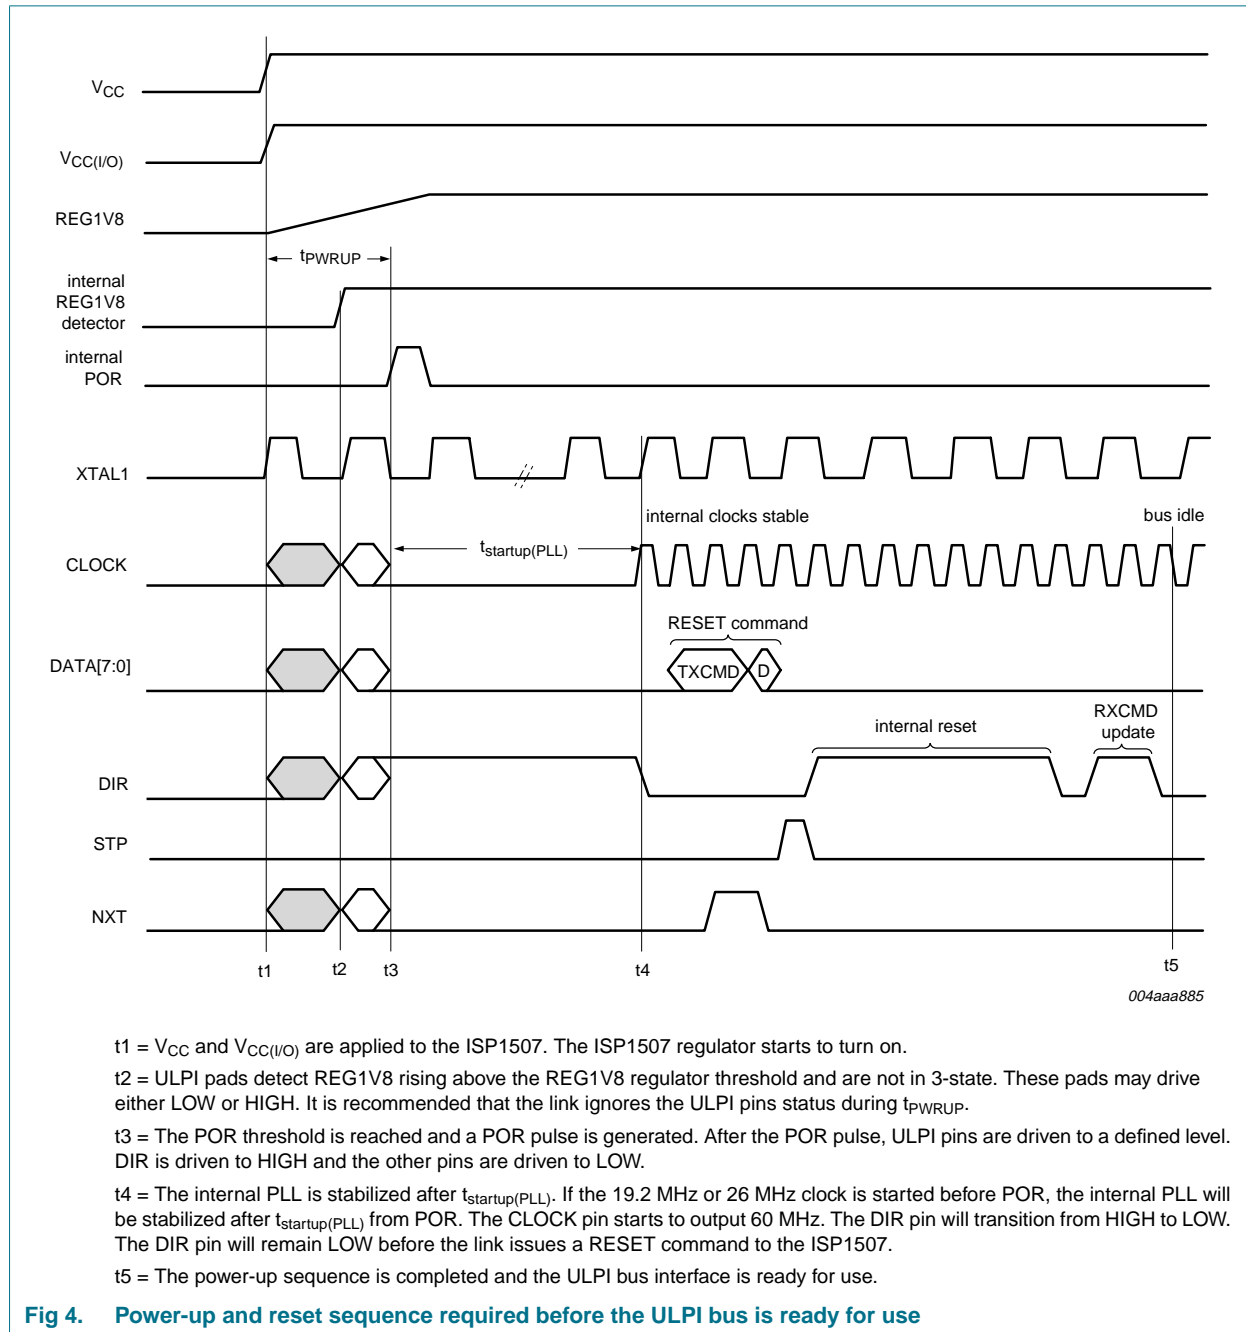 VCC
VCC(I/O)
REG1V8
tPWRUP
internal
REG1V8
detector
internal
POR
XTAL1
internal clocks stable
bus idle
CLOCK
tstartup(PLL)
RESET command
DATA[7:0]
TXCMD
D
RXCMD
update
internal reset
DIR
STP
NXT
t1
t2
t3
t4
t5
004aaa885
t1 = VCC and VCC(I/O) are applied to the ISP1507. The ISP1507 regulator starts to turn on.
t2 = ULPI pads detect REG1V8 rising above the REG1V8 regulator threshold and are not in 3-state. These pads may drive
either LOW or HIGH. It is recommended that the link ignores the ULPI pins status during tPWRUP.
t3 = The POR threshold is reached and a POR pulse is generated. After the POR pulse, ULPI pins are driven to a defined level.
DIR is driven to HIGH and the other pins are driven to LOW.
t4 = The internal PLL is stabilized after tstartup(PLL). If the 19.2 MHz or 26 MHz clock is started before POR, the internal PLL will
be stabilized after tstartup(PLL) from POR. The CLOCK pin starts to output 60 MHz. The DIR pin will transition from HIGH to LOW.
The DIR pin will remain LOW before the link issues a RESET command to the ISP1507.
t5 = The power-up sequence is completed and the ULPI bus interface is ready for use.
Fig 4. Power-up and reset sequence required before the ULPI bus is ready for use